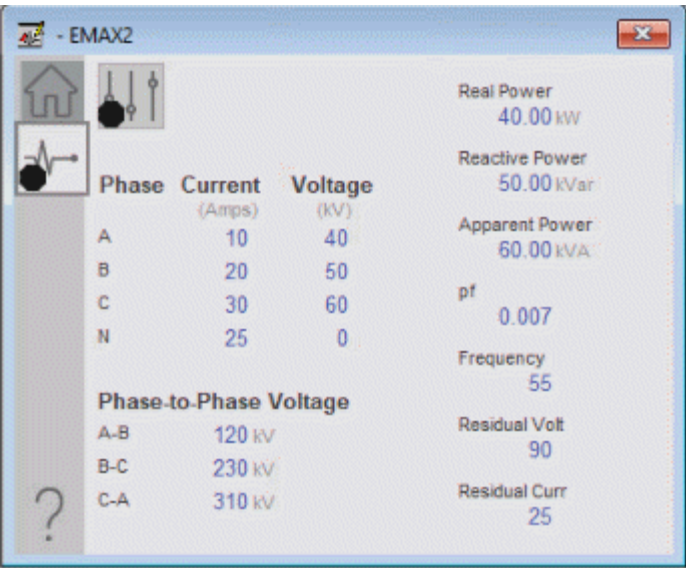 - EMAX2
Phase Current Voltage
(Amps) (kV)
A 10 40
B 20 50
C 30 60
N 25 0
Phase-to-Phase Voltage
A-B 120 kV
B-C 230 kV
C-A 310 kV
Real Power
40.00 kW
Reactive Power
50.00 kVar
Apparent Power
60.00 kVA
pf
0.007
Frequency
55
Residual Volt
90
Residual Curr
25
?